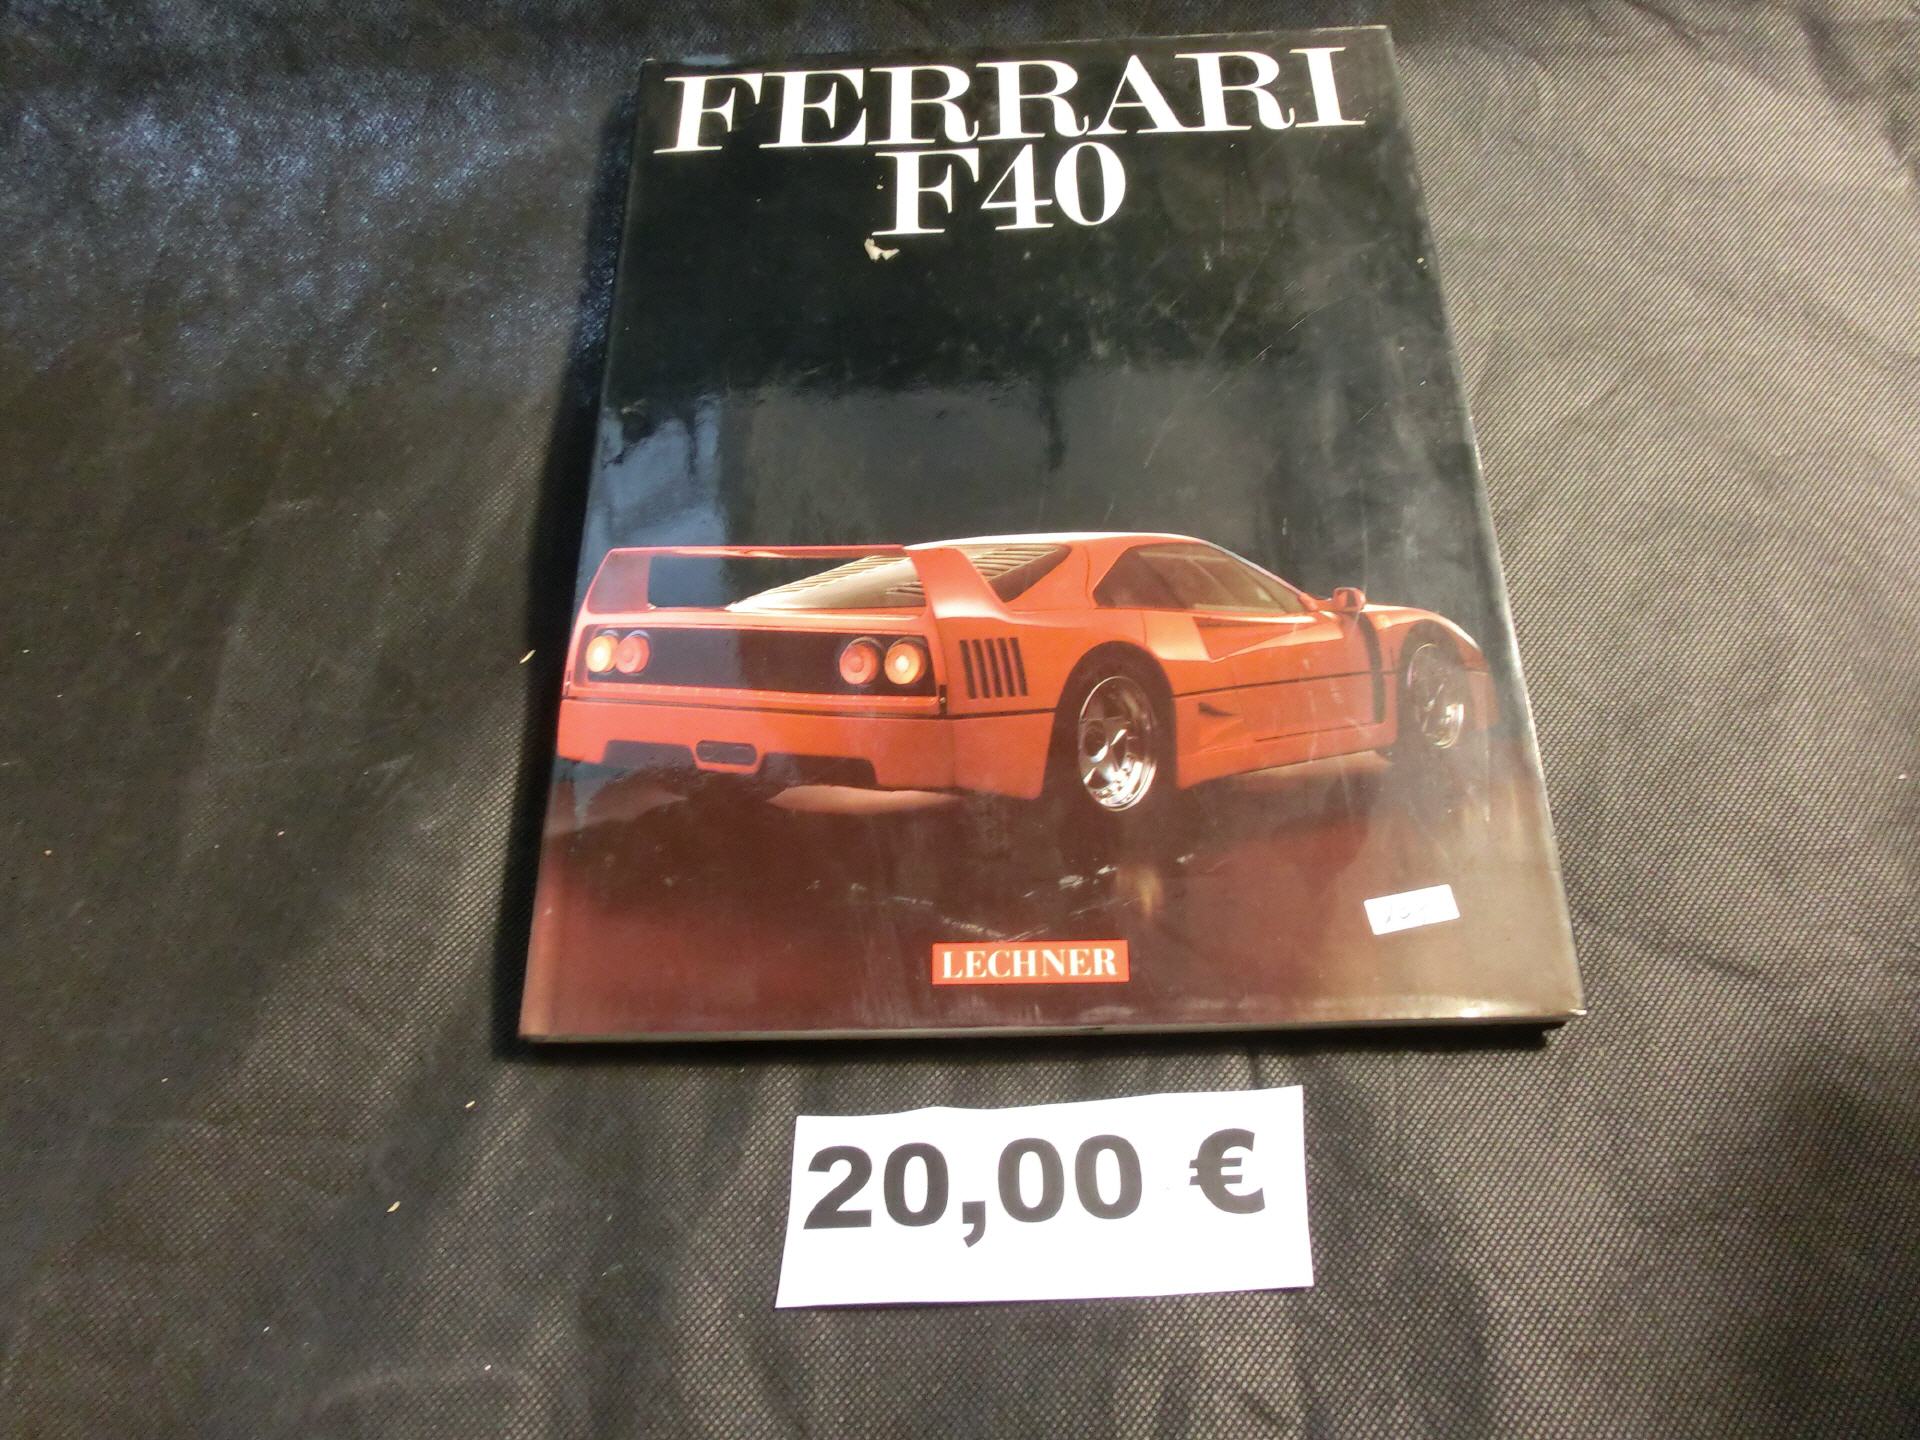 FERRARI
F40
LECHNER
20,00 €